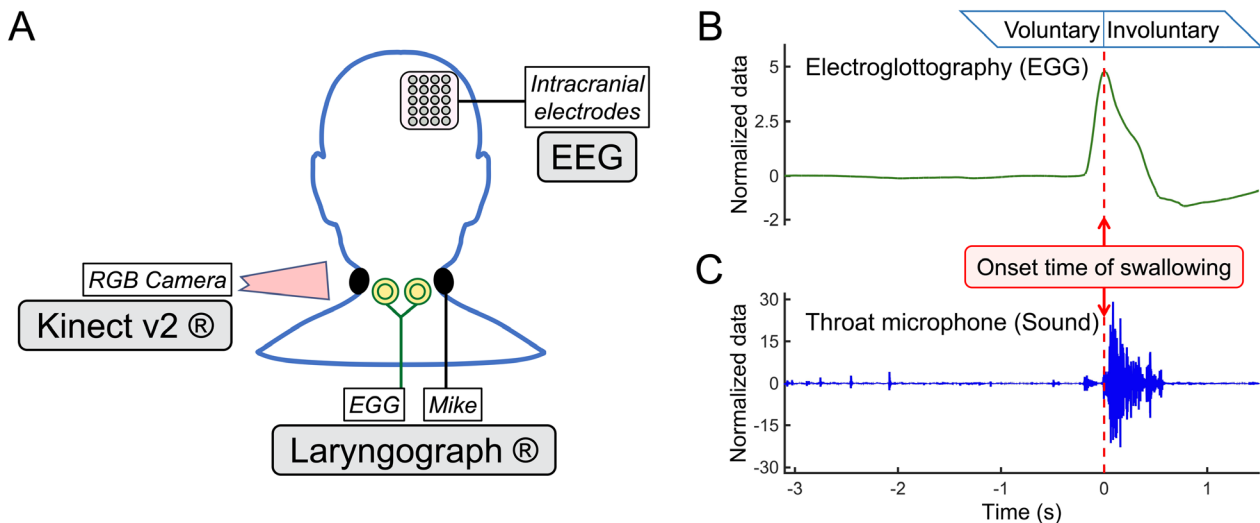 A
Intracranial
electrodes
EEG
RGB Camera
Kinect v2 ®
EGG
Mike
Laryngograph ®
B
Voluntary
Involuntary
Electroglottography (EGG)
Normalized data
5
2.5
0
-2
Onset time of swallowing
C
Throat microphone (Sound)
Normalized data
30
15
0
-15
-30
-3 -2 -1 0 1
Time (s)